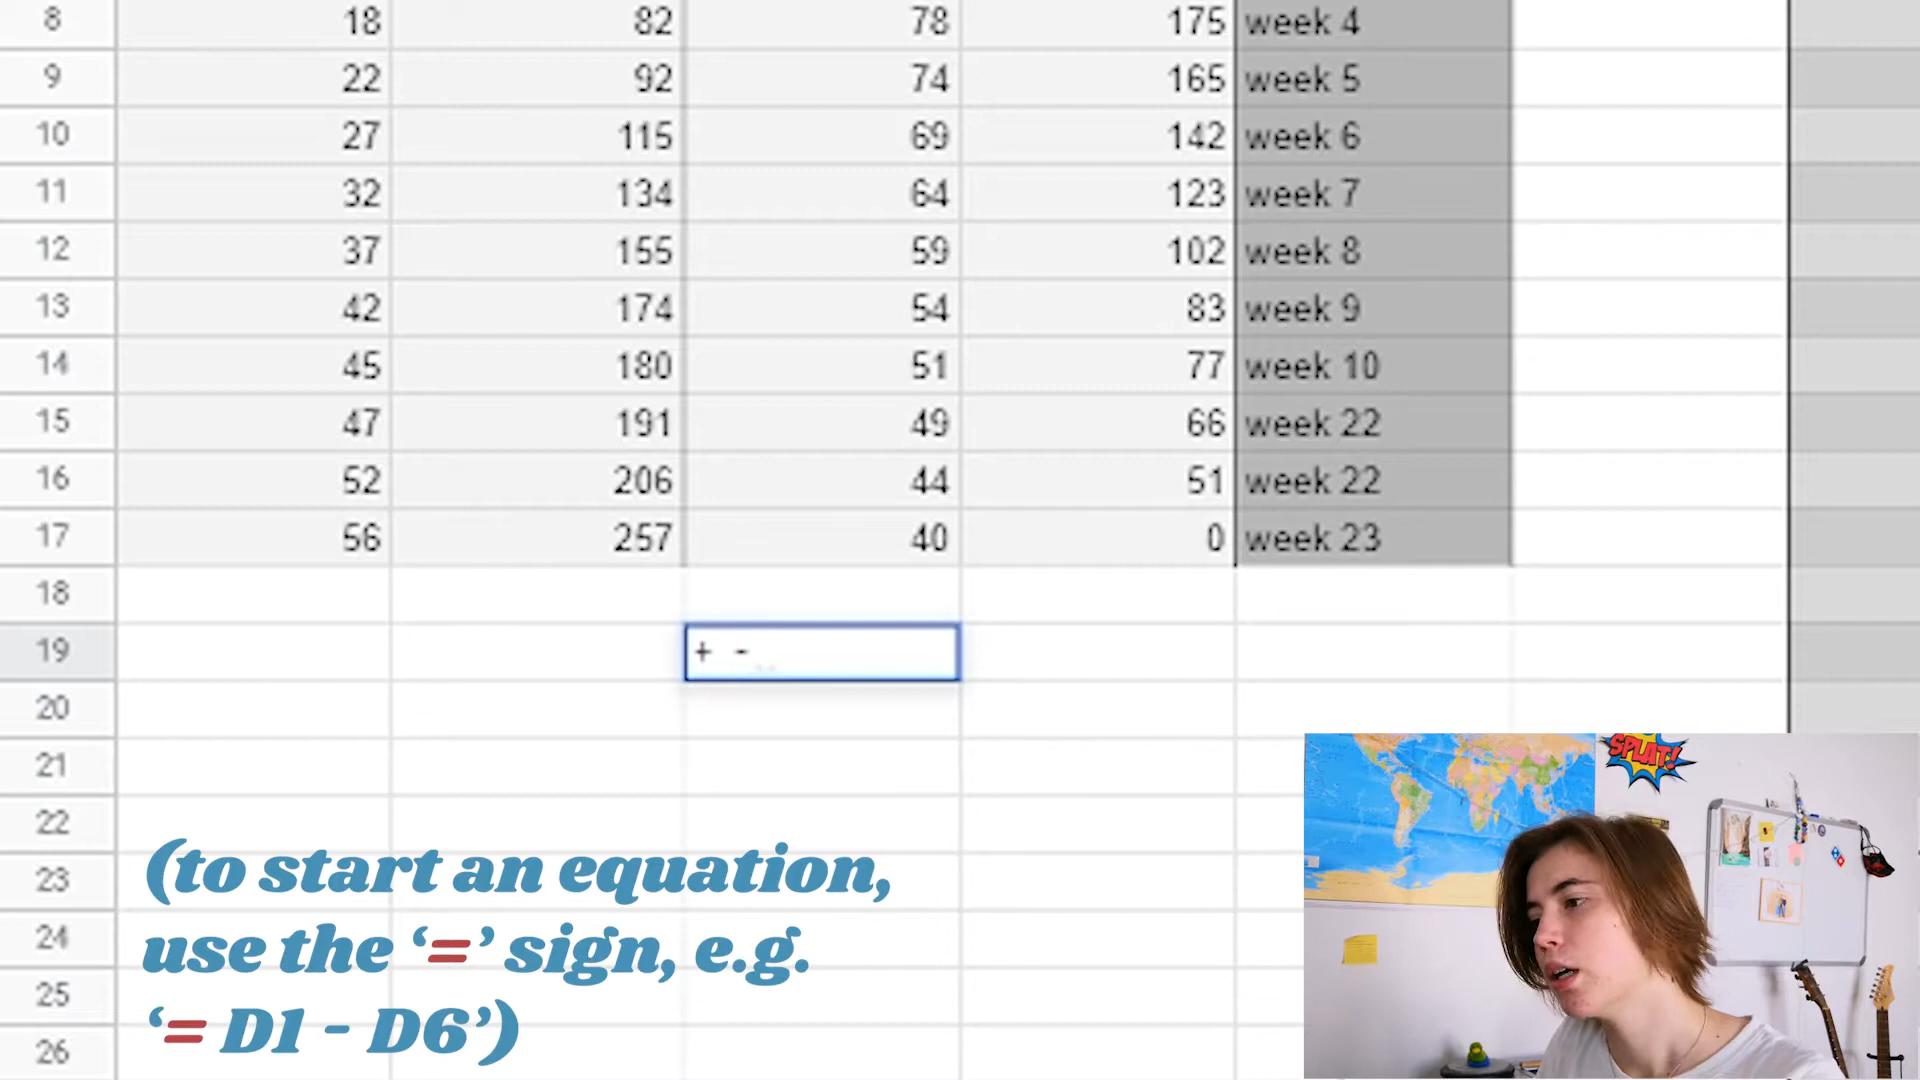 8 18 82 78 175 week 4
9 22 92 74 165 week 5
10 27 115 69 142 week 6
11 32 134 64 123 week 7
12 37 155 59 102 week 8
13 42 174 54 83 week 9
14 45 180 51 77 week 10
15 47 191 49 66 week 22
16 52 206 44 51 week 22
17 56 257 40 0 week 23
18
19 + -
20
21
22
23
24
25
26
(to start an equation,
use the ‘=’ sign, e.g.
‘= D1 - D6’)
SPLAT!